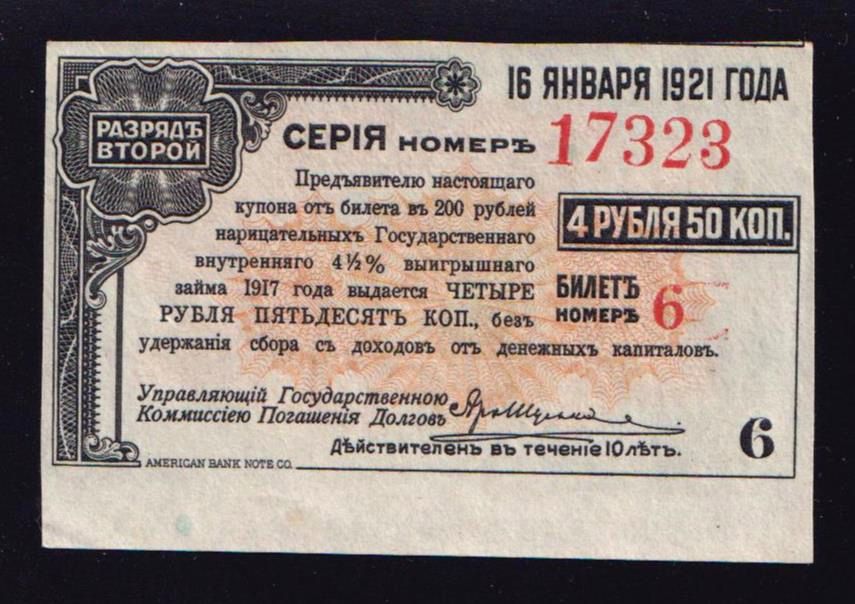 16 ЯНВАРЯ 1921 ГОДА
РАЗРЯДЪ
ВТОРОЙ
СЕРІЯ НОМЕРЪ 17323
Предъявителю настоящаго
купона отъ билета въ 200 рублей
нарицательныхъ Государственнаго
внутренняго 4½% выигрышнаго
займа 1917 года выдается ЧЕТЫРЕ
РУБЛЯ ПЯТЬДЕСЯТЪ КОП., безъ
удержанія сбора съ доходовъ отъ денежныхъ капиталовъ.
4 РУБЛЯ 50 КОП.
БИЛЕТЪ
НОМЕРЪ 6
Управляющій Государственною
Коммиссіею Погашенія Долговъ
Дѣйствителенъ въ теченіе 10 лѣтъ.
6
AMERICAN BANK NOTE CO.